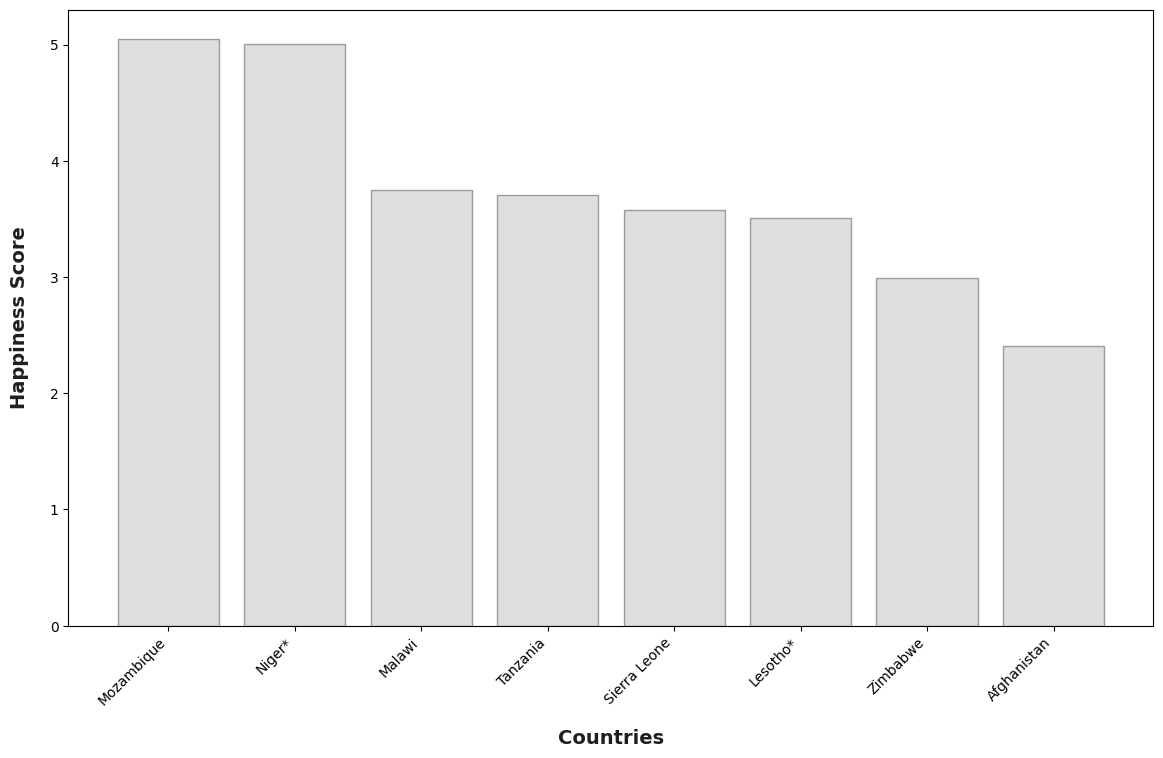 Happiness Score
5
4
3
2
1
0
Mozambique
Niger*
Malawi
Tanzania
Sierra Leone
Lesotho*
Zimbabwe
Afghanistan
Countries